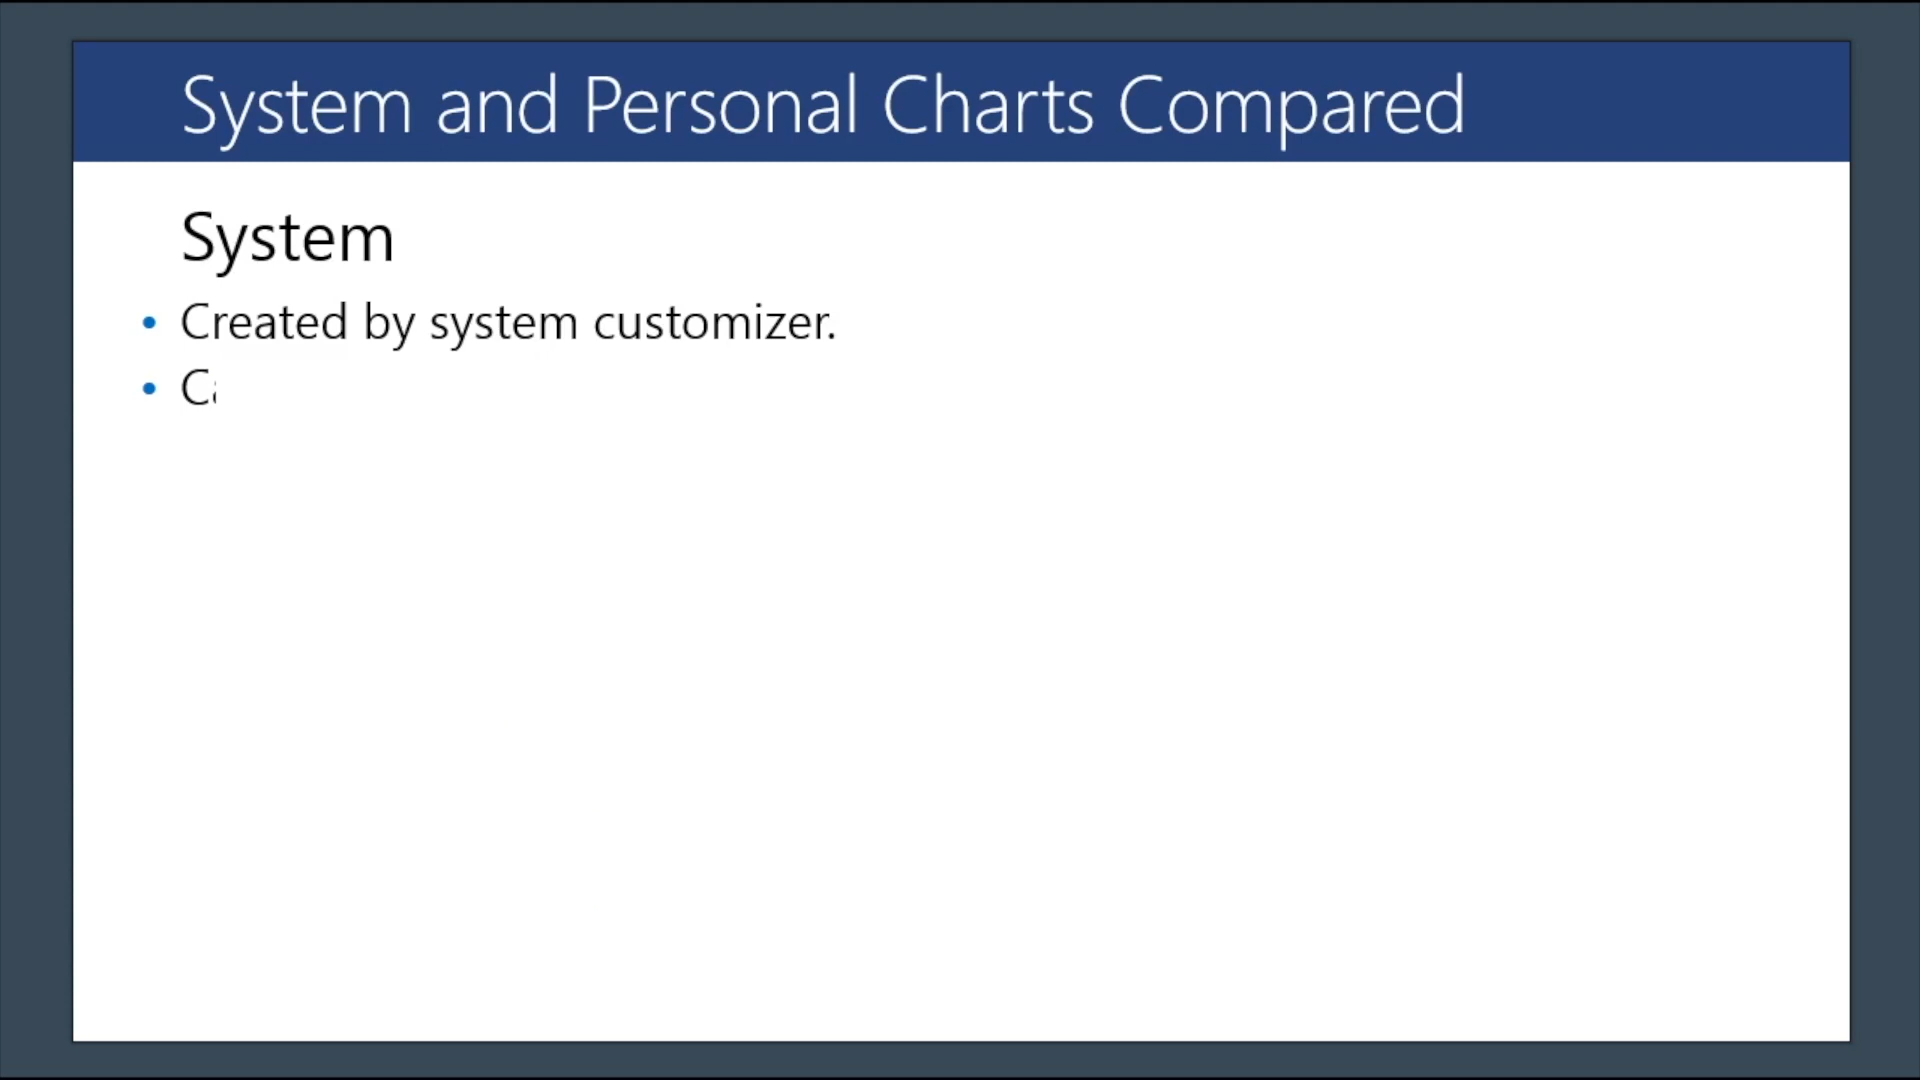 System and Personal Charts Compared
System
• Created by system customizer.